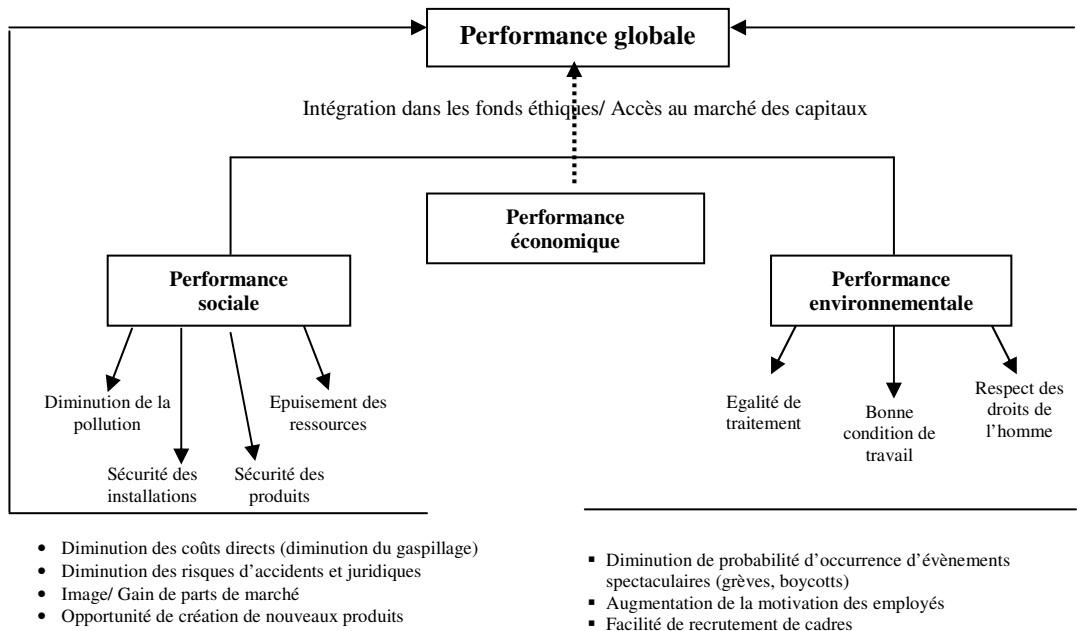 Performance globale
Intégration dans les fonds éthiques/ Accès au marché des capitaux
Performance
économique
Performance
sociale
Performance
environnementale
Diminution de la
pollution
Epuisement des
ressources
Sécurité des
installations
Sécurité des
produits
Egalité de
traitement
Bonne
condition de
travail
Respect des
droits de
l’homme
• Diminution des coûts directs (diminution du gaspillage)
• Diminution des risques d’accidents et juridiques
• Image/ Gain de parts de marché
• Opportunité de création de nouveaux produits
▪ Diminution de probabilité d’occurrence d’évènements
spectaculaires (grèves, boycotts)
▪ Augmentation de la motivation des employés
▪ Facilité de recrutement de cadres